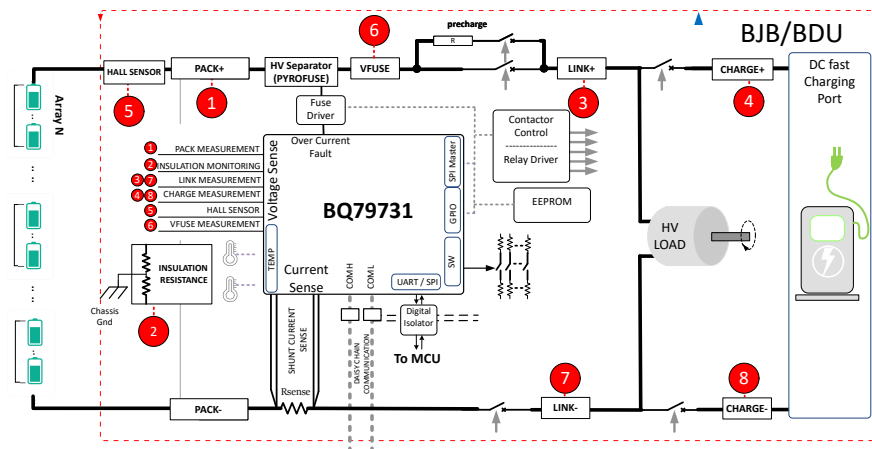 6
precharge
BJB/BDU
R
HALL SENSOR
PACK+
HV Separator
(PYROFUSE)
VFUSE
LINK+
CHARGE+
DC fast
Charging
Port
5
1
3
4
Array N
Fuse
Driver
Contactor
Control
Relay Driver
Over Current
Fault
1 PACK MEASUREMENT
2 INSULATION MONITORING
3 7 LINK MEASUREMENT
4 8 CHARGE MEASUREMENT
5 HALL SENSOR
6 VFUSE MEASUREMENT
Voltage Sense
SPI Master
GPIO
SW
EEPROM
BQ79731
HV
LOAD
INSULATION
RESISTANCE
TEMP
Current
Sense
COMH
COML
UART / SPI
Chassis
Gnd
2
SHUNT CURRENT
SENSE
DAISY CHAIN
COMMUNICATION
Digital
Isolator
To MCU
Rsense
7
8
PACK-
LINK-
CHARGE-